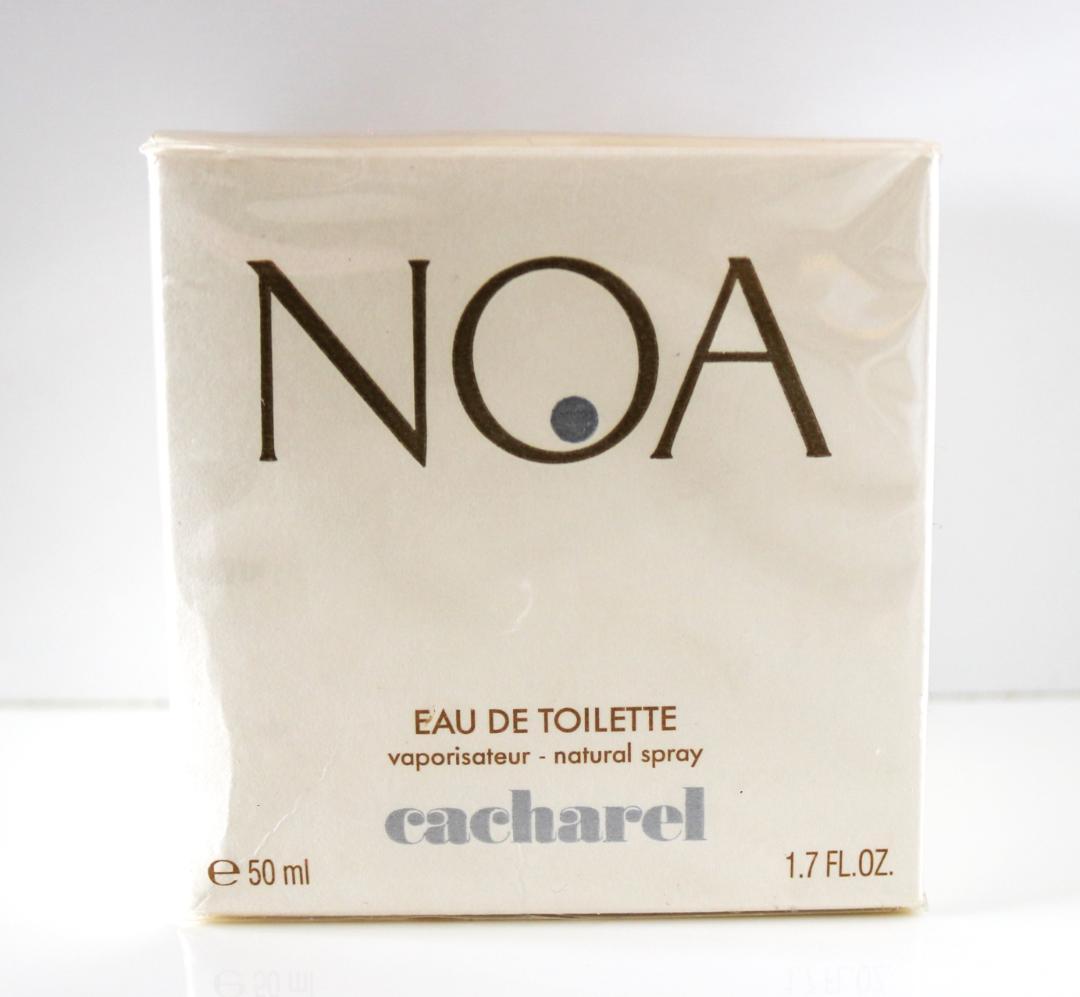 NOA
EAU DE TOILETTE
vaporisateur - natural spray
cacharel
℮ 50 ml
1.7 FL.OZ.